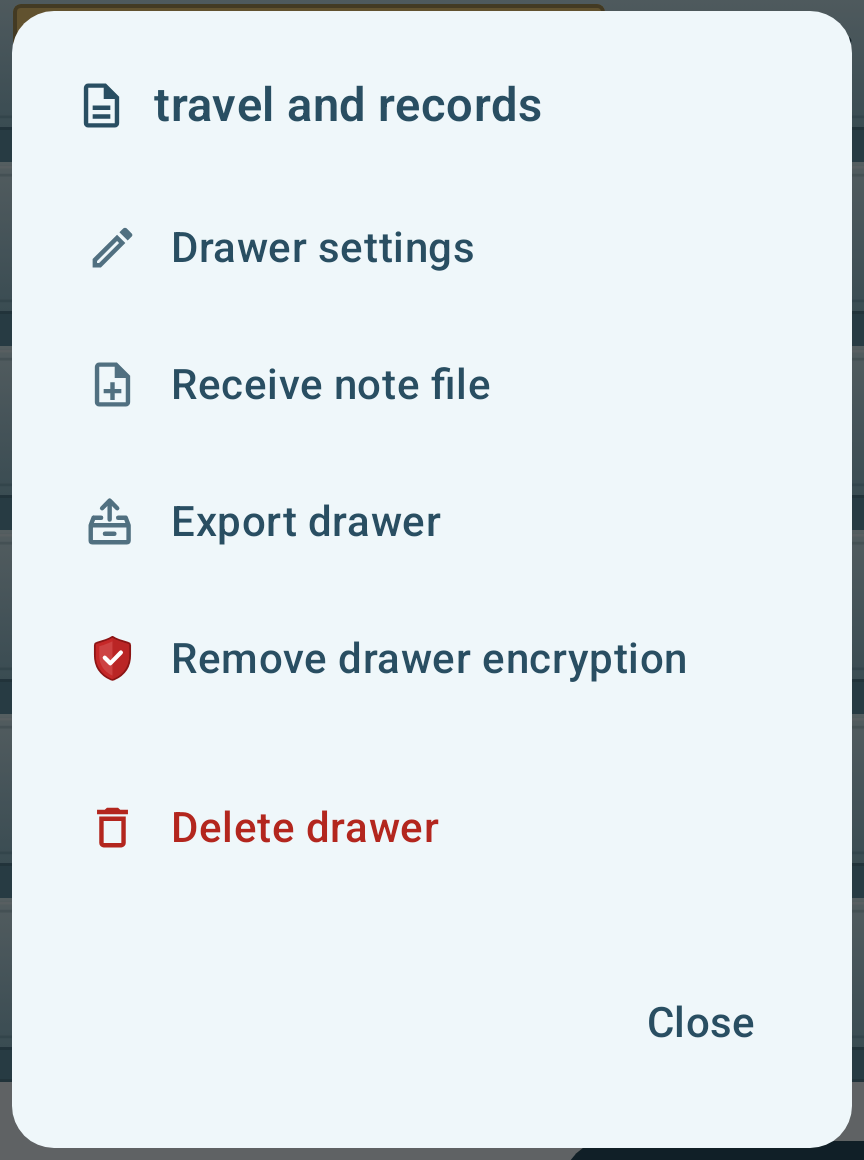 travel and records
Drawer settings
Receive note file
Export drawer
Remove drawer encryption
Delete drawer
Close